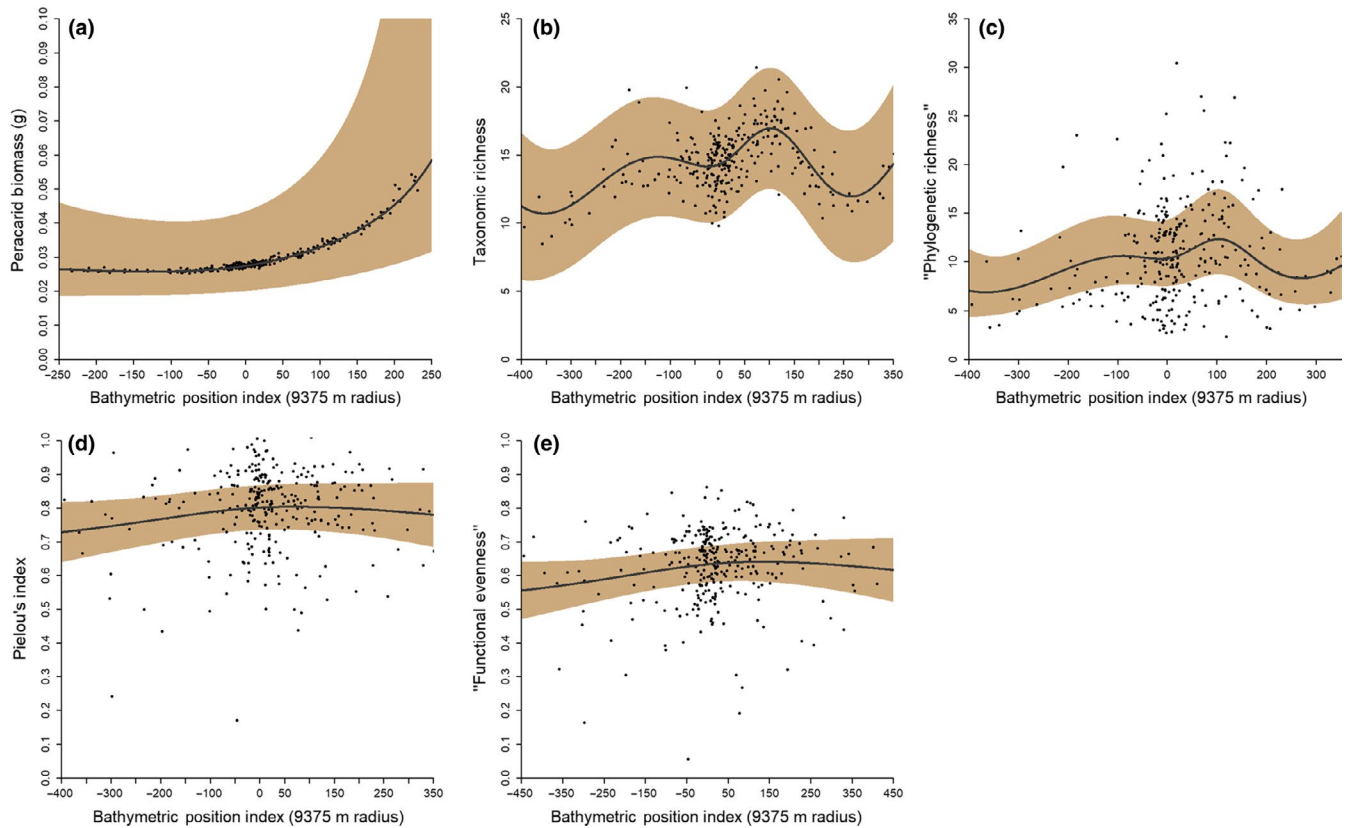 (a)
Peracarid biomass (g)
0.00 0.01 0.02 0.03 0.04 0.05 0.06 0.07 0.08 0.09 0.10
−250 −200 −150 −100 −50 0 50 100 150 200 250
Bathymetric position index (9375 m radius)
(b)
Taxonomic richness
0 5 10 15 20 25
−400 −300 −200 −100 0 50 150 250 350
Bathymetric position index (9375 m radius)
(c)
"Phylogenetic richness"
0 5 10 15 20 25 30 35
−400 −300 −200 −100 0 100 200 300
Bathymetric position index (9375 m radius)
(d)
Pielou's index
0.0 0.1 0.2 0.3 0.4 0.5 0.6 0.7 0.8 0.9 1.0
−400 −300 −200 −100 0 50 150 250 350
Bathymetric position index (9375 m radius)
(e)
"Functional evenness"
0.0 0.1 0.2 0.3 0.4 0.5 0.6 0.7 0.8 0.9 1.0
−450 −350 −250 −150 −50 50 150 250 350 450
Bathymetric position index (9375 m radius)